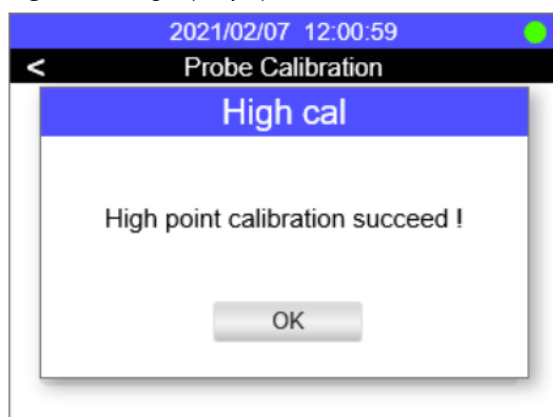 2021/02/07 12:00:59
< Probe Calibration
High cal
High point calibration succeed !
OK